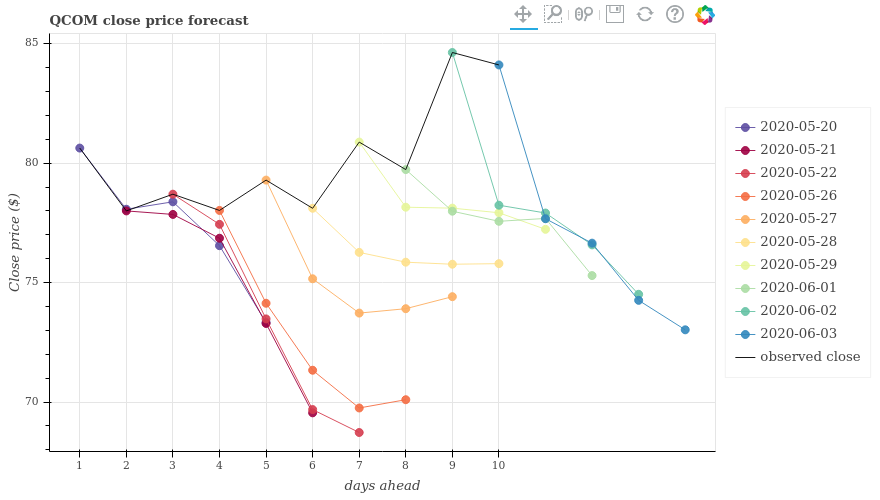 QCOM close price forecast
85
80
75
70
Close price ($)
1 2 3 4 5 6 7 8 9 10
days ahead
2020-05-20
2020-05-21
2020-05-22
2020-05-26
2020-05-27
2020-05-28
2020-05-29
2020-06-01
2020-06-02
2020-06-03
observed close